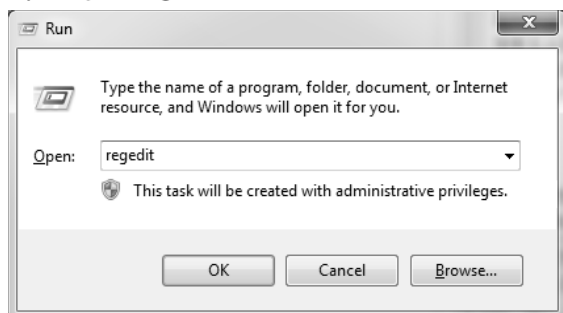 Run
Type the name of a program, folder, document, or Internet
resource, and Windows will open it for you.
Open: regedit
This task will be created with administrative privileges.
OK Cancel Browse...